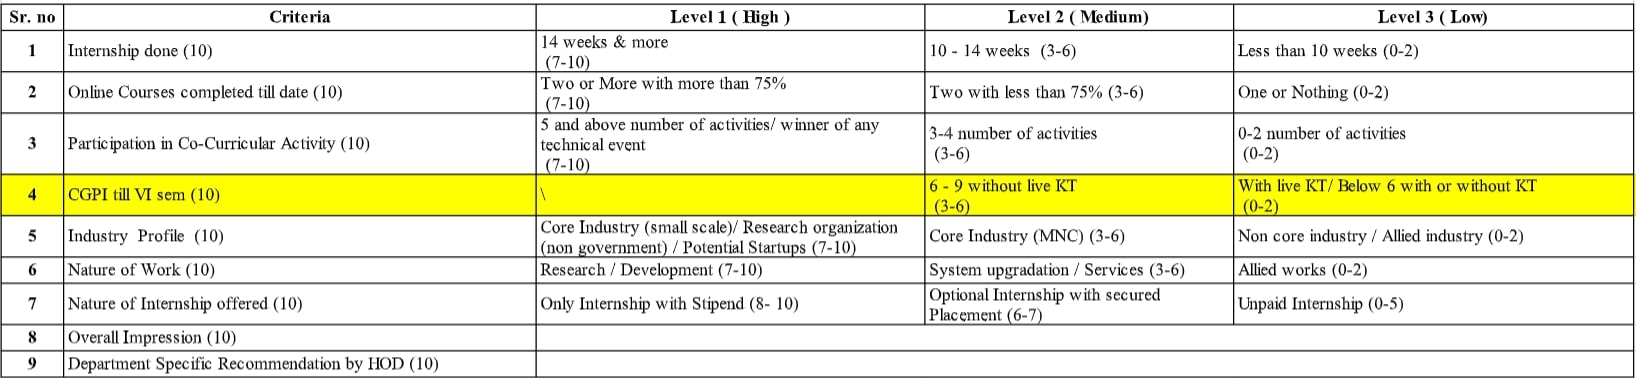 Sr. no Criteria Level 1 ( High ) Level 2 ( Medium) Level 3 ( Low)
1 Internship done (10) 14 weeks & more (7-10) 10 - 14 weeks (3-6) Less than 10 weeks (0-2)
2 Online Courses completed till date (10) Two or More with more than 75% (7-10) Two with less than 75% (3-6) One or Nothing (0-2)
3 Participation in Co-Curricular Activity (10) 5 and above number of activities/ winner of any technical event (7-10) 3-4 number of activities (3-6) 0-2 number of activities (0-2)
4 CGPI till VI sem (10) \ 6 - 9 without live KT (3-6) With live KT/ Below 6 with or without KT (0-2)
5 Industry Profile (10) Core Industry (small scale)/ Research organization (non government) / Potential Startups (7-10) Core Industry (MNC) (3-6) Non core industry / Allied industry (0-2)
6 Nature of Work (10) Research / Development (7-10) System upgradation / Services (3-6) Allied works (0-2)
7 Nature of Internship offered (10) Only Internship with Stipend (8- 10) Optional Internship with secured Placement (6-7) Unpaid Internship (0-5)
8 Overall Impression (10)
9 Department Specific Recommendation by HOD (10)